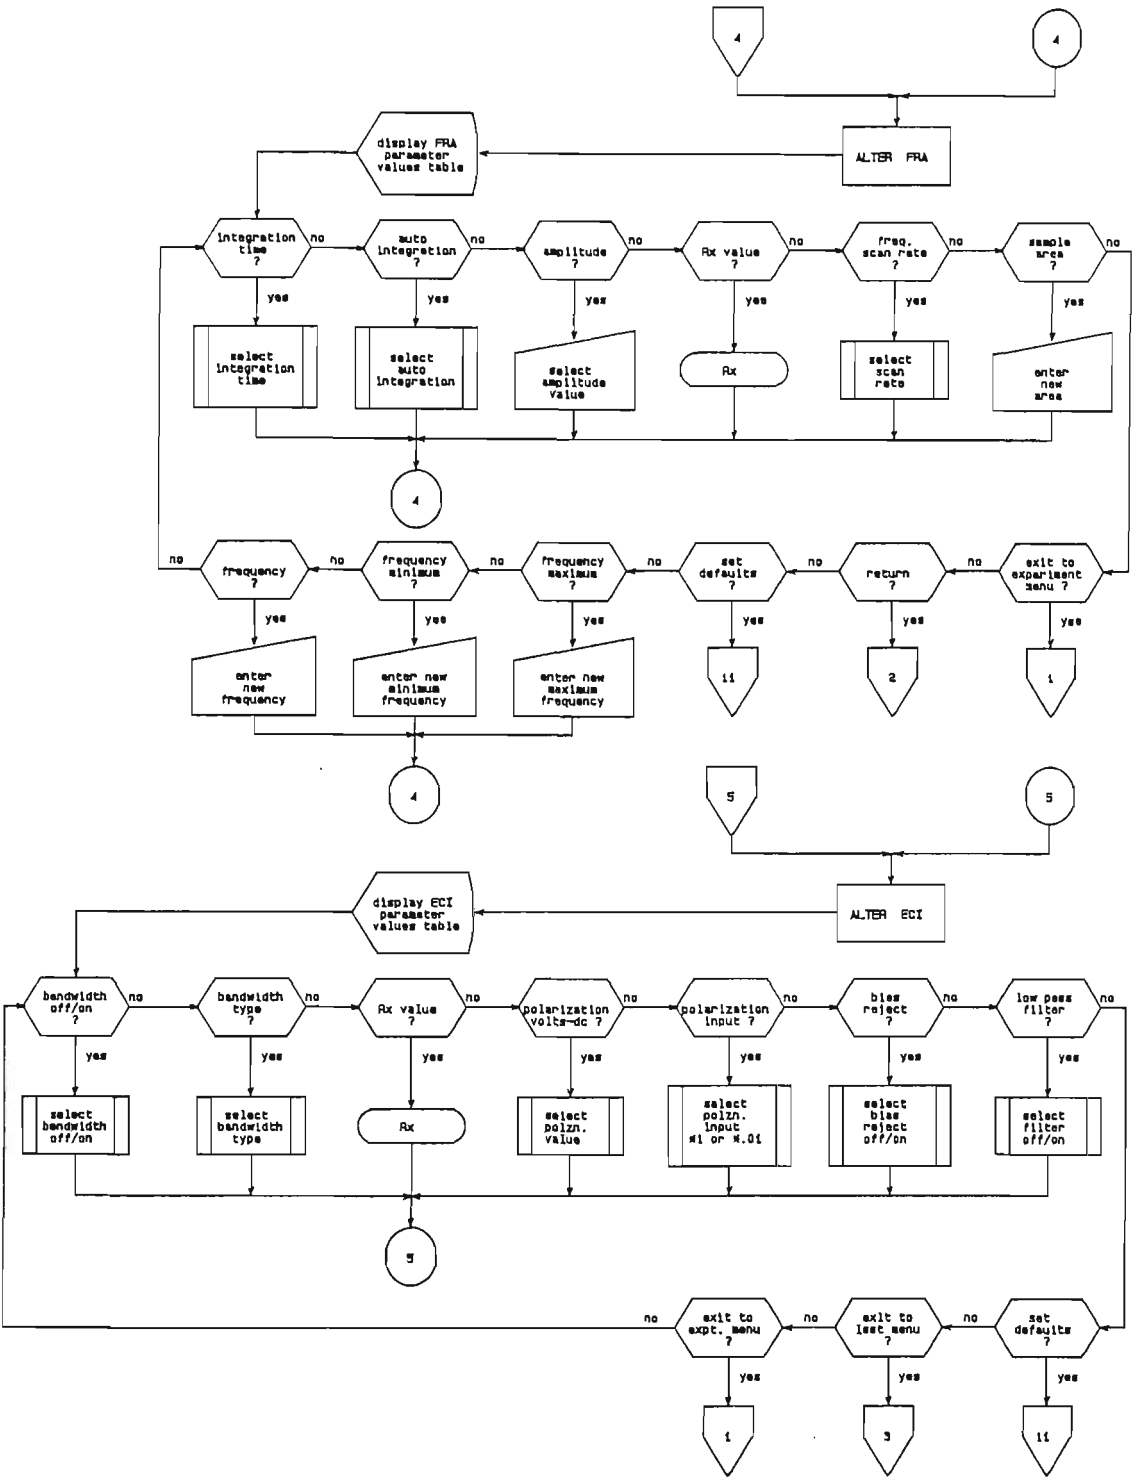 4
4
ALTER FRA
display FRA
parameter
values table
integration
time
?
no
auto
integration
?
no
amplitude
?
no
Rx value
?
no
freq.
scan rate
?
no
sample
area
?
no
yes
yes
yes
yes
yes
yes
select
integration
time
select
auto
integration
select
amplitude
value
Rx
select
scan
rate
enter
new
area
4
no
frequency
?
no
frequency
minimum
?
no
frequency
maximum
?
no
set
defaults
?
no
return
?
no
exit to
experiment
menu ?
yes
yes
yes
yes
yes
yes
enter
new
frequency
enter new
minimum
frequency
enter new
maximum
frequency
11
2
1
4
5
5
ALTER ECI
display ECI
parameter
values table
bandwidth
off/on
?
no
bandwidth
type
?
no
Rx value
?
no
polarization
volts-dc ?
no
polarization
input ?
no
bias
reject
?
no
low pass
filter
?
no
yes
yes
yes
yes
yes
yes
yes
select
bandwidth
off/on
select
bandwidth
type
Rx
select
polzn.
value
select
polzn.
input
*1 or *.01
select
bias
reject
off/on
select
filter
off/on
5
no
exit to
expt. menu
?
no
exit to
last menu
?
no
set
defaults
?
yes
yes
yes
1
3
11